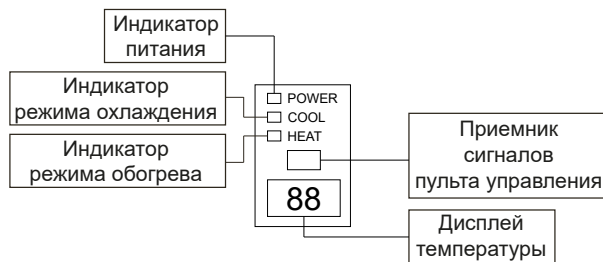 Индикатор
питания
Индикатор
режима охлаждения
Индикатор
режима обогрева
POWER
COOL
HEAT
88
Приемник
сигналов
пульта управления
Дисплей
температуры